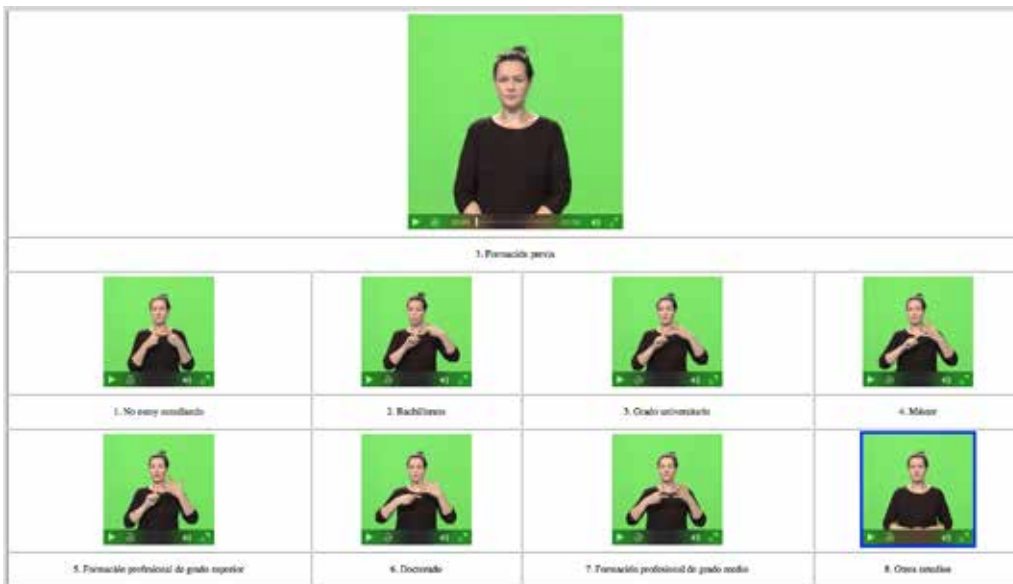 3. Formación previa
1. No estoy estudiando
2. Bachillerato
3. Grado universitario
4. Máster
5. Formación profesional de grado superior
6. Doctorado
7. Formación profesional de grado medio
8. Otros estudios